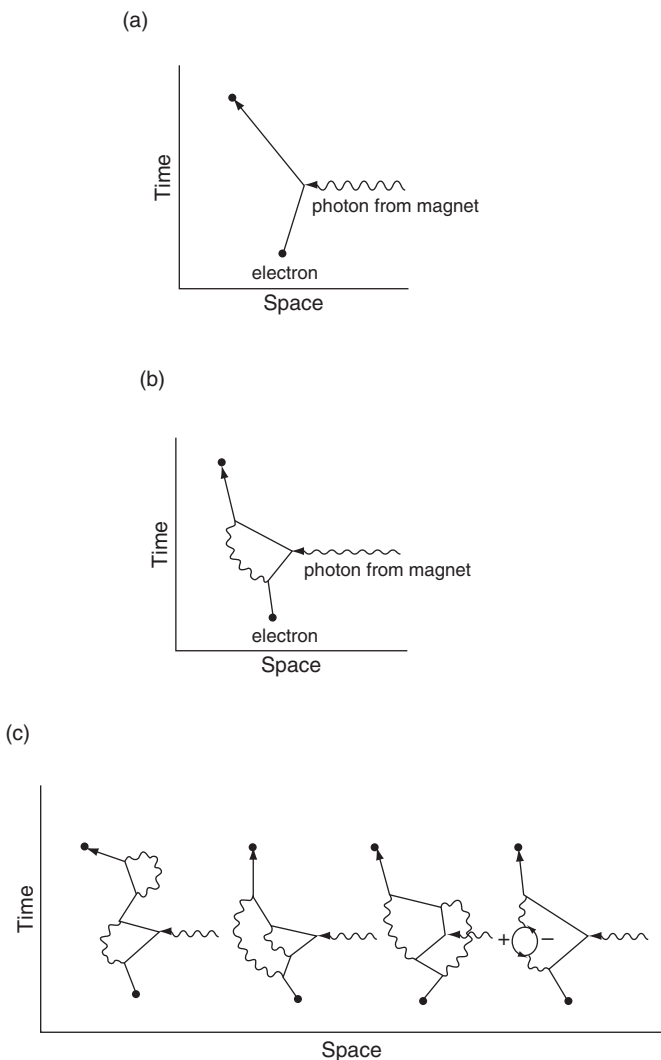 (a)
Time
photon from magnet
electron
Space
(b)
Time
photon from magnet
electron
Space
(c)
Time
+ −
Space